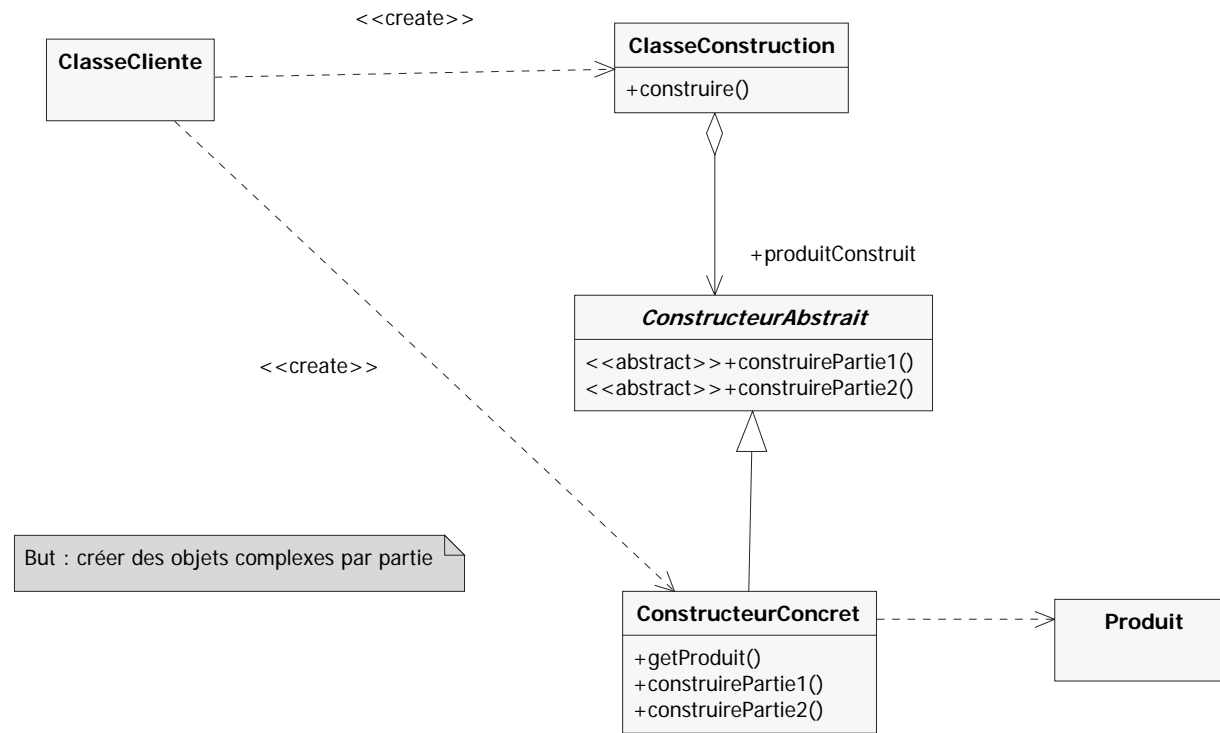 <<create>>
ClasseCliente
ClasseConstruction
+construire()
+produitConstruit
ConstructeurAbstrait
<<abstract>>+construirePartie1()
<<abstract>>+construirePartie2()
<<create>>
But : créer des objets complexes par partie
ConstructeurConcret
+getProduit()
+construirePartie1()
+construirePartie2()
Produit